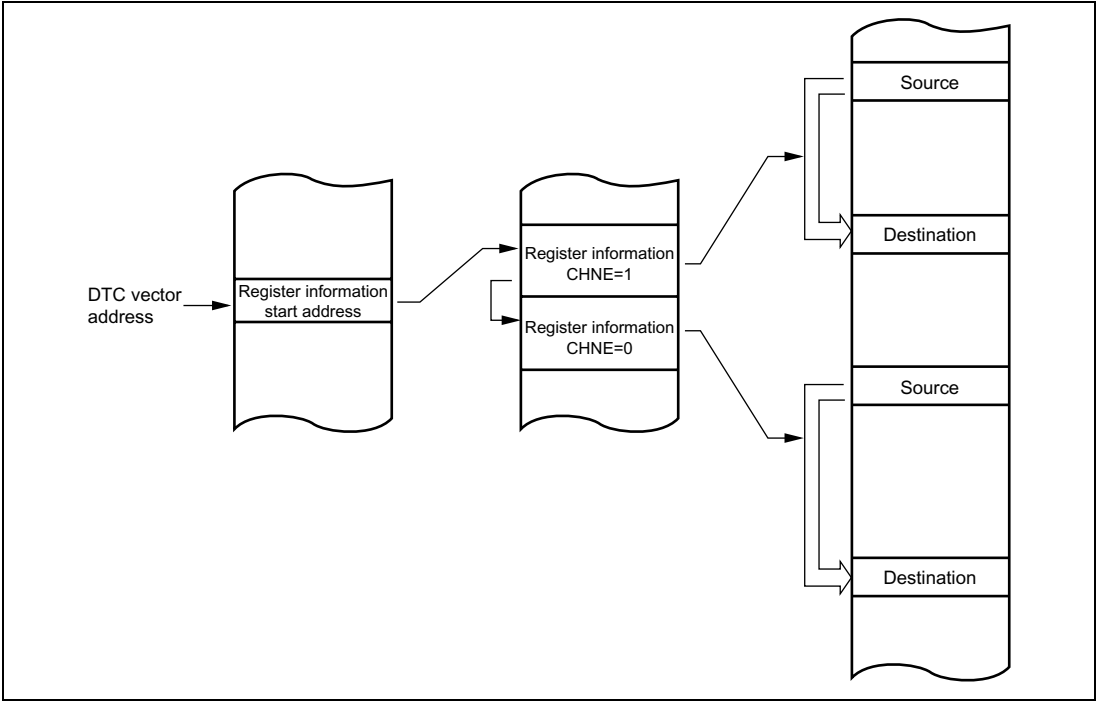 DTC vector
address
Register information
start address
Register information
CHNE=1
Register information
CHNE=0
Source
Destination
Source
Destination